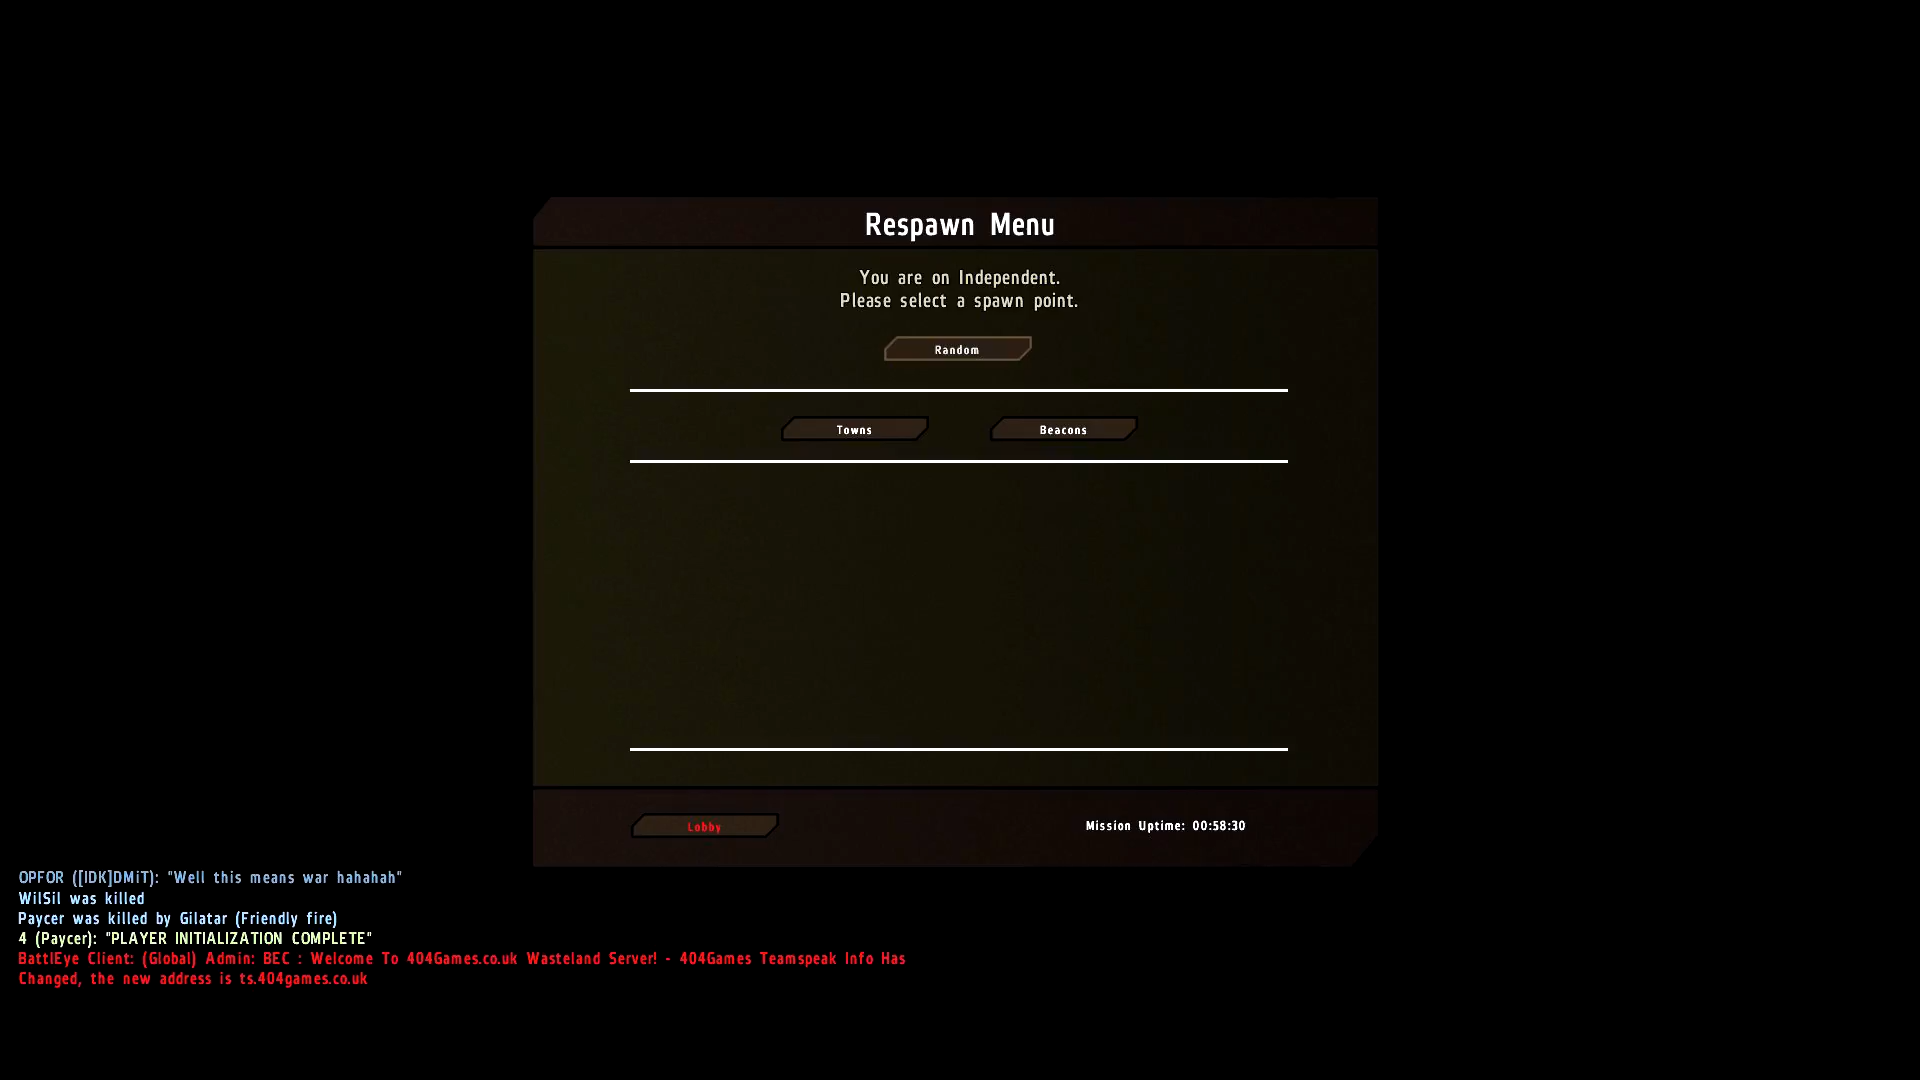 Respawn Menu
You are on Independent.
Please select a spawn point.
Random
Towns
Beacons
Lobby
Mission Uptime: 00:58:30
OPFOR ([IDK]DMiT): "Well this means war hahahah"
WilSil was killed
Paycer was killed by Gilatar (Friendly fire)
4 (Paycer): "PLAYER INITIALIZATION COMPLETE"
BattlEye Client: (Global) Admin: BEC : Welcome To 404Games.co.uk Wasteland Server! - 404Games Teamspeak Info Has
Changed, the new address is ts.404games.co.uk